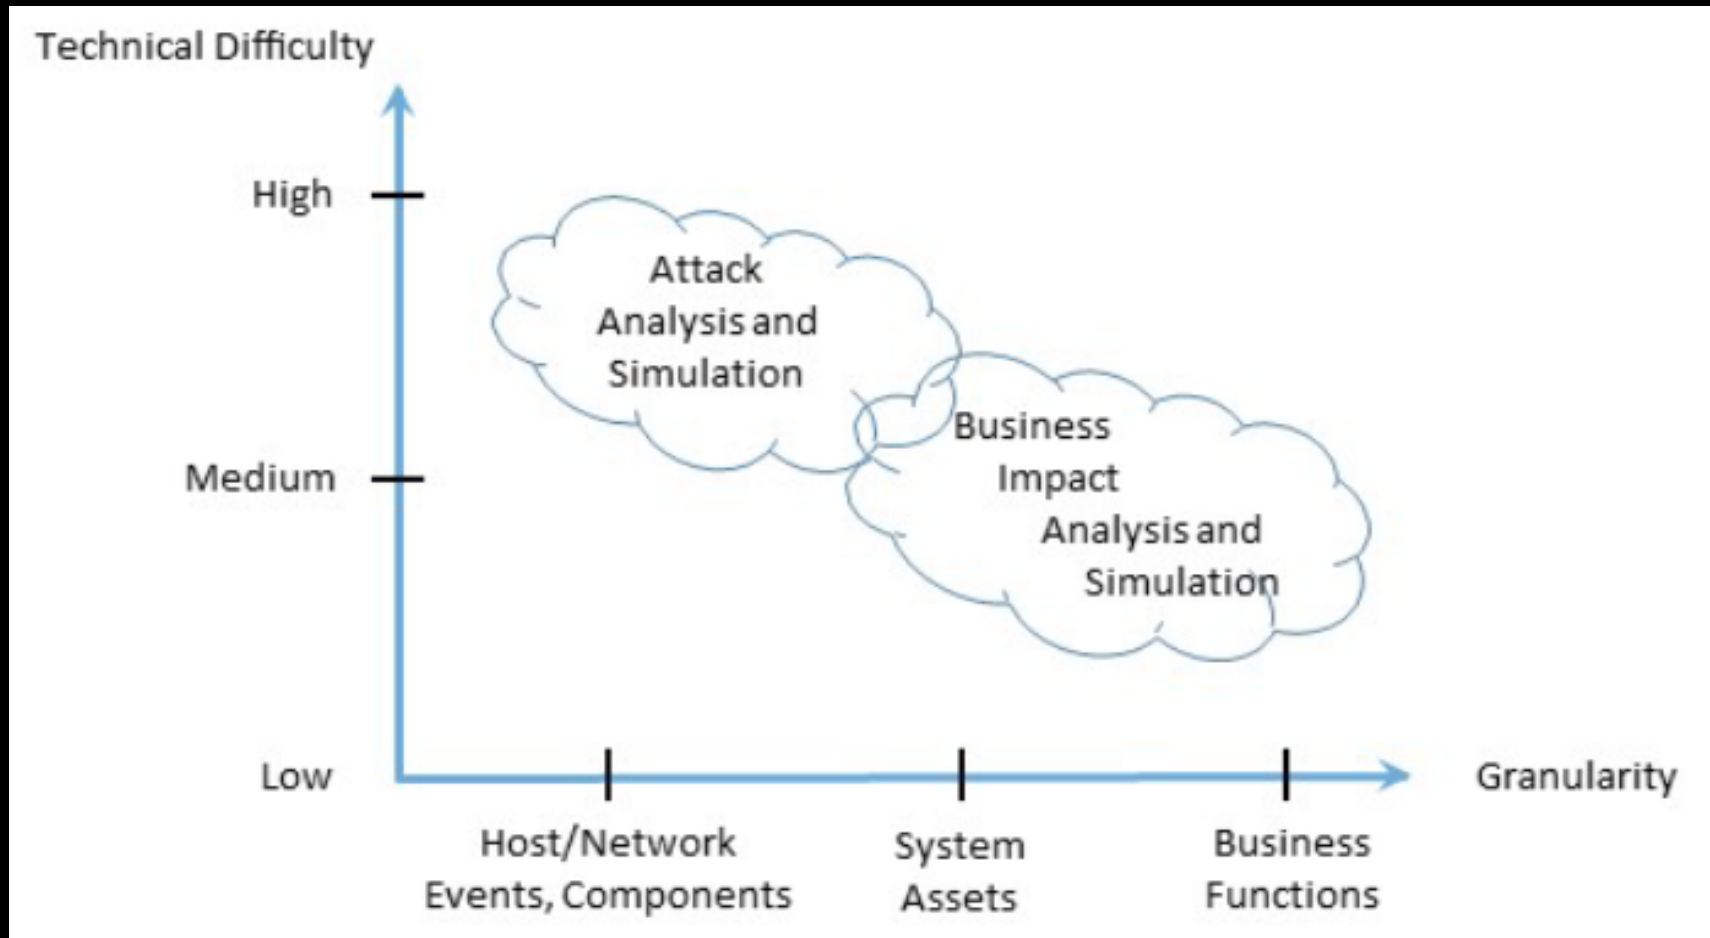 Technical Difficulty
High
Attack
Analysis and
Simulation
Business
Medium
Impact
Analysis and
Simulation
Low
Granularity
Host/Network
Events, Components
System
Assets
Business
Functions